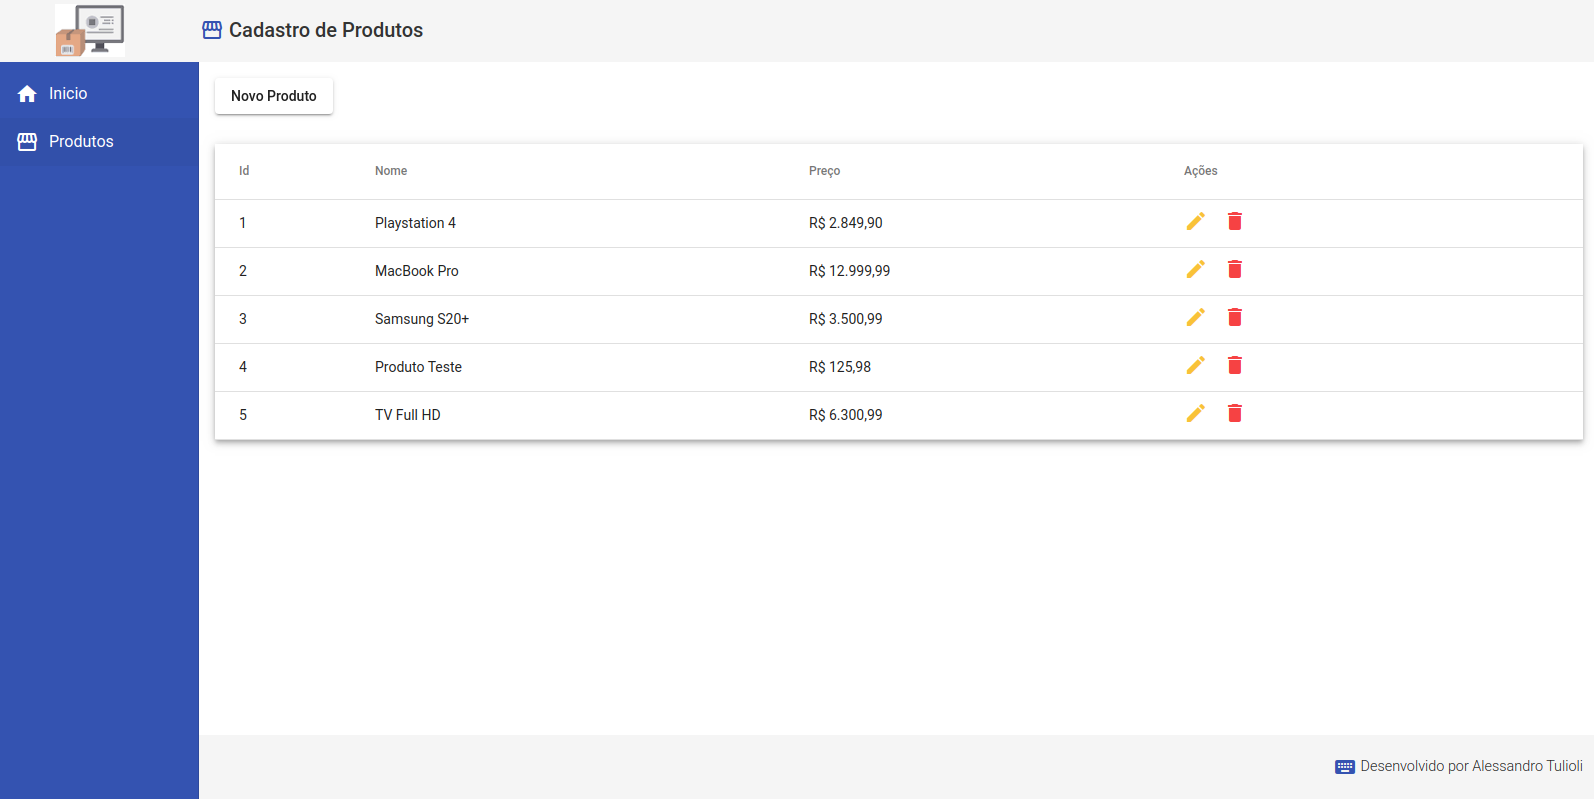 Cadastro de Produtos
Inicio
Produtos
Novo Produto
Id Nome Preço Ações
1 Playstation 4 R$ 2.849,90
2 MacBook Pro R$ 12.999,99
3 Samsung S20+ R$ 3.500,99
4 Produto Teste R$ 125,98
5 TV Full HD R$ 6.300,99
Desenvolvido por Alessandro Tulioli